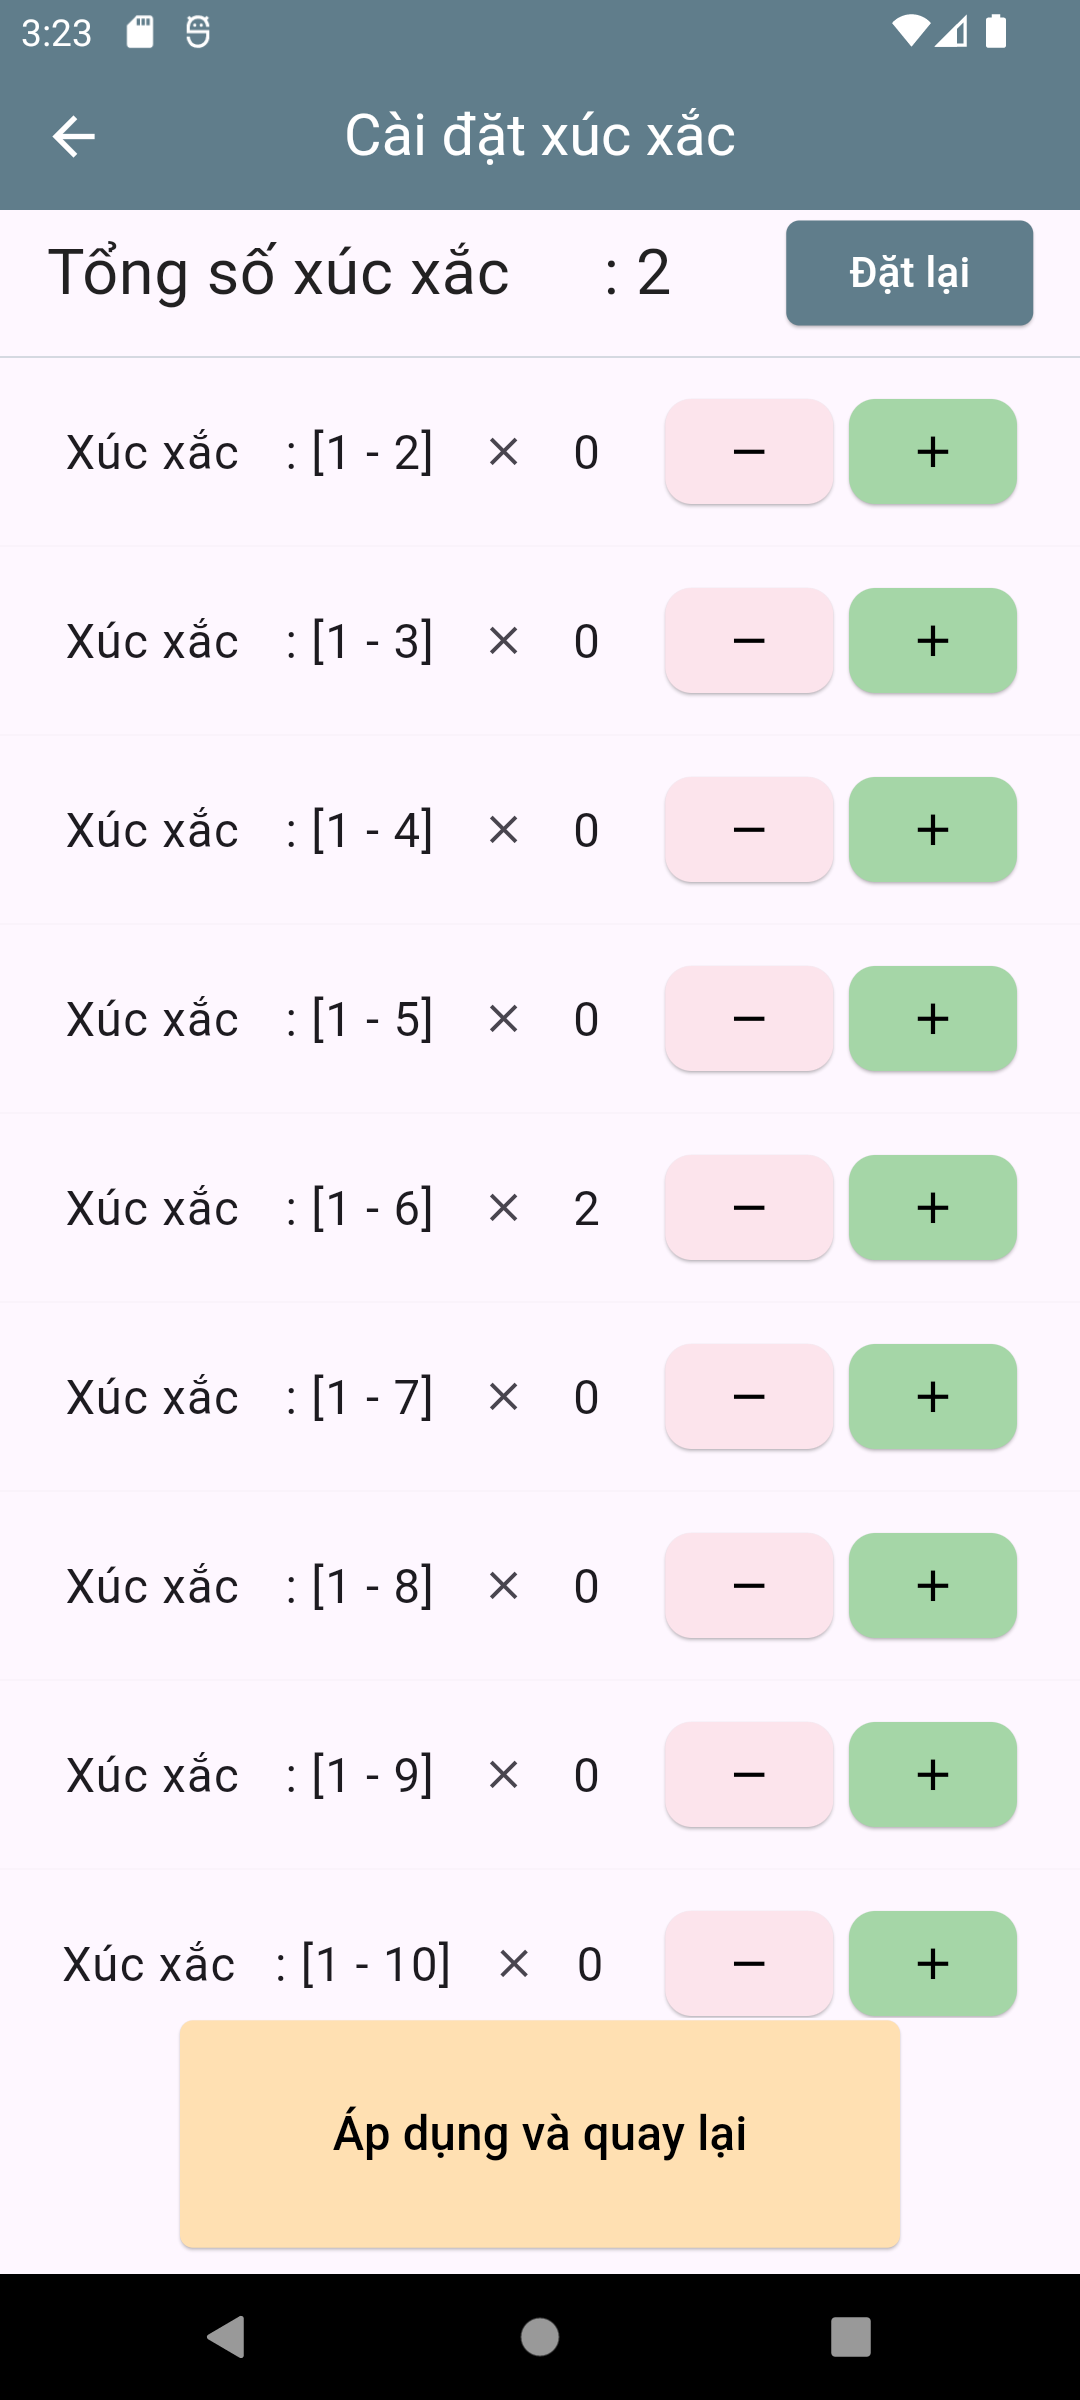 3:23
Cài đặt xúc xắc
Tổng số xúc xắc : 2 Đặt lại
Xúc xắc : [1 - 2] × 0 − +
Xúc xắc : [1 - 3] × 0 − +
Xúc xắc : [1 - 4] × 0 − +
Xúc xắc : [1 - 5] × 0 − +
Xúc xắc : [1 - 6] × 2 − +
Xúc xắc : [1 - 7] × 0 − +
Xúc xắc : [1 - 8] × 0 − +
Xúc xắc : [1 - 9] × 0 − +
Xúc xắc : [1 - 10] × 0 − +
Áp dụng và quay lại